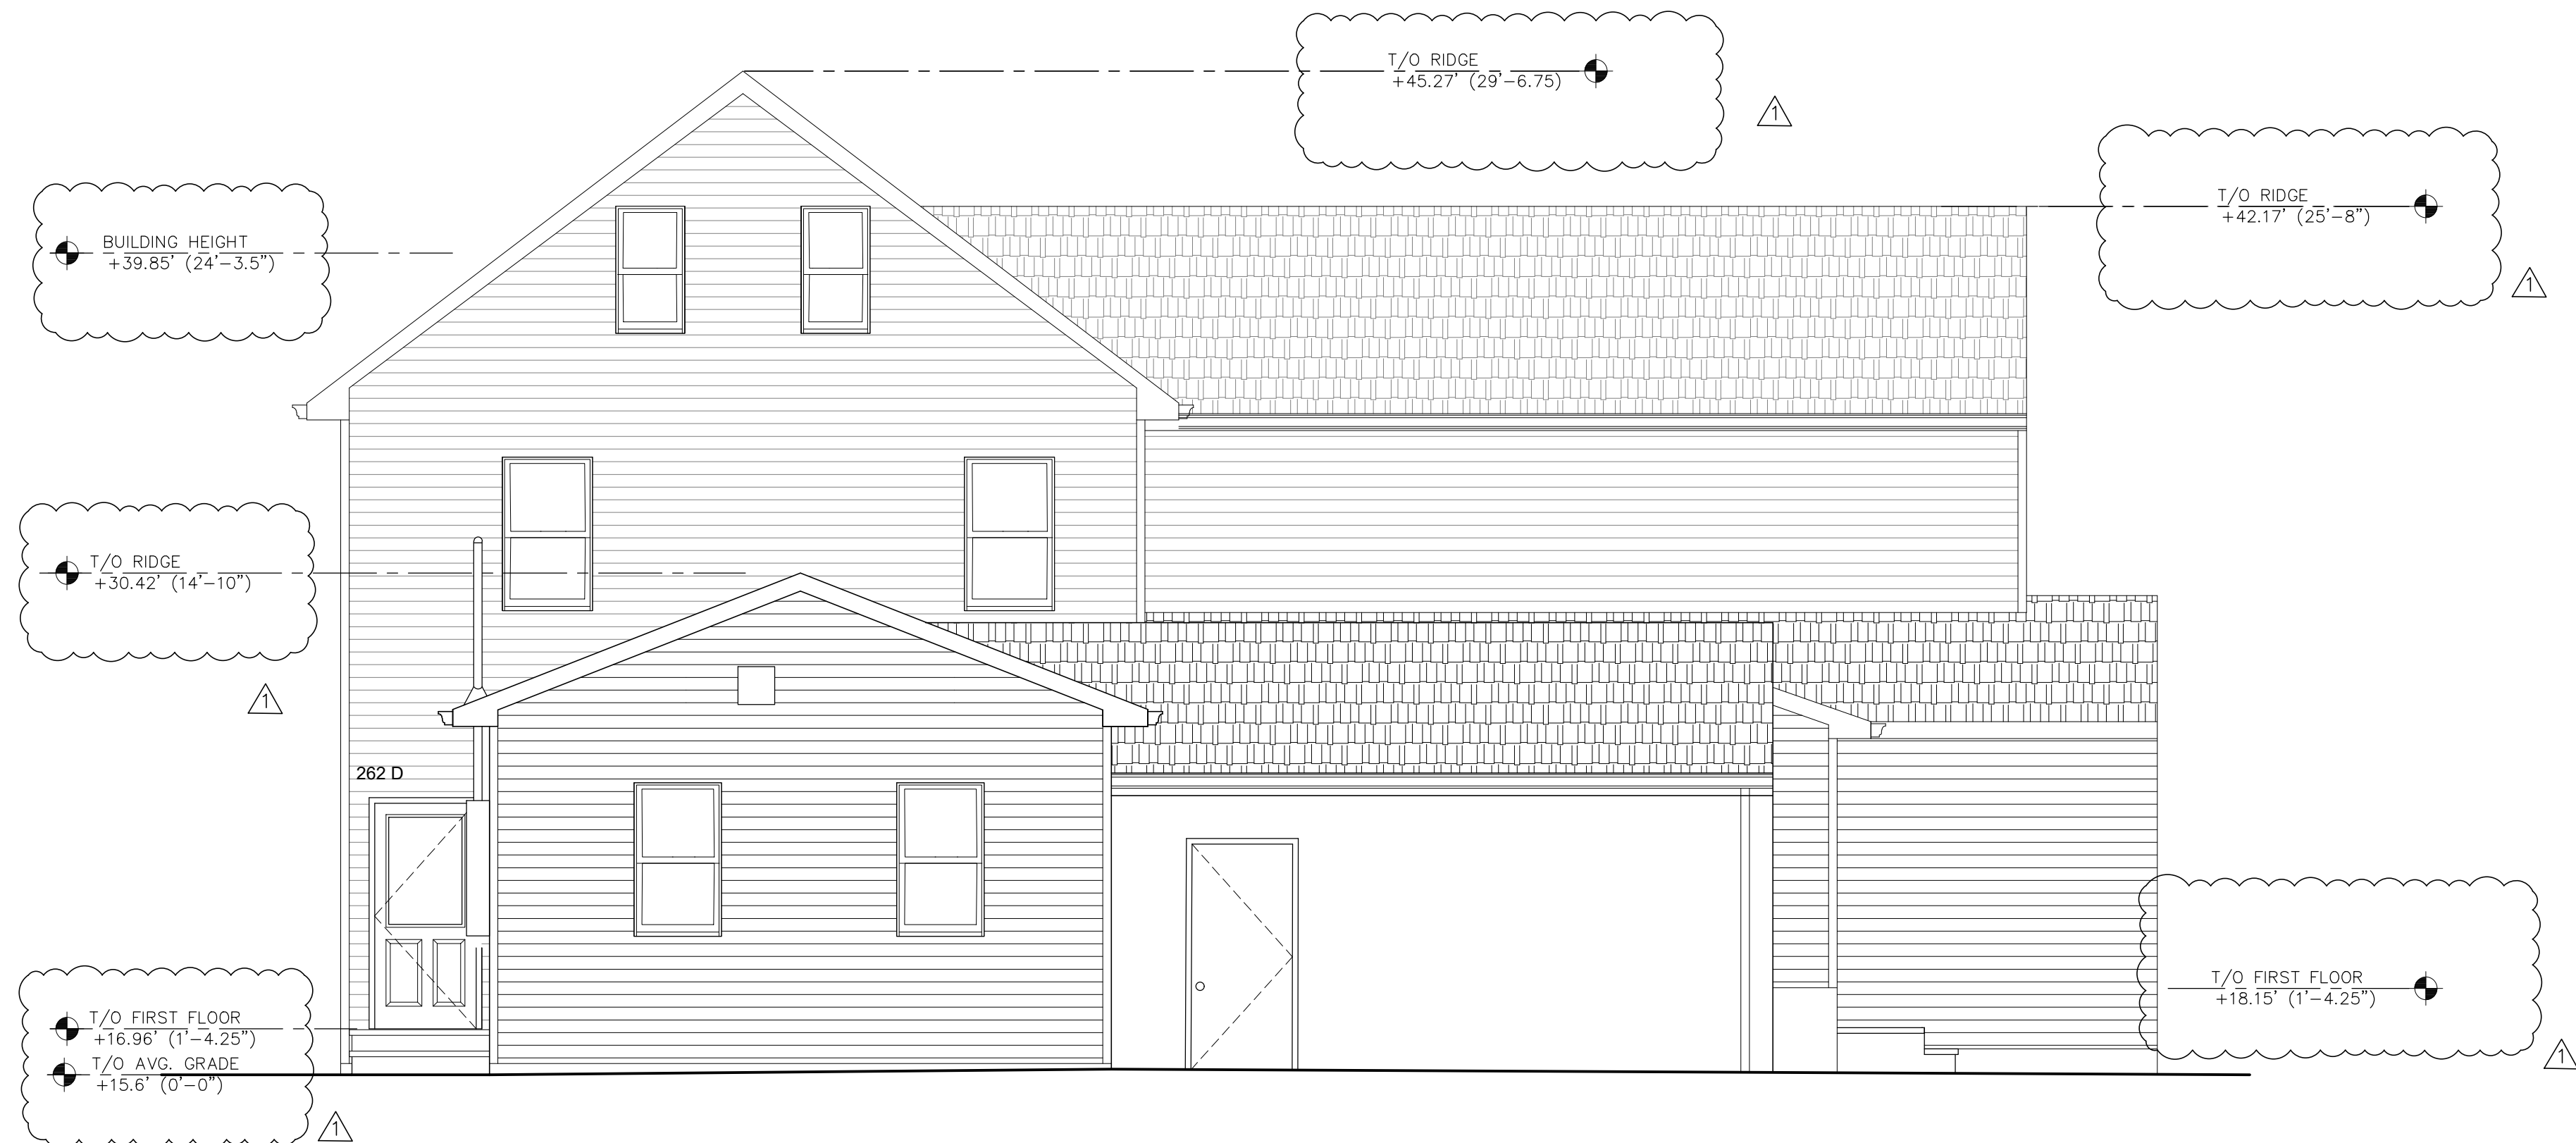 T/O RIDGE
+45.27' (29'-6.75)
1
T/O RIDGE
+42.17' (25'-8")
1
BUILDING HEIGHT
+39.85' (24'-3.5")
T/O RIDGE
+30.42' (14'-10")
1
262 D
T/O FIRST FLOOR
+18.15' (1'-4.25")
1
T/O FIRST FLOOR
+16.96' (1'-4.25")
T/O AVG. GRADE
+15.6' (0'-0")
1